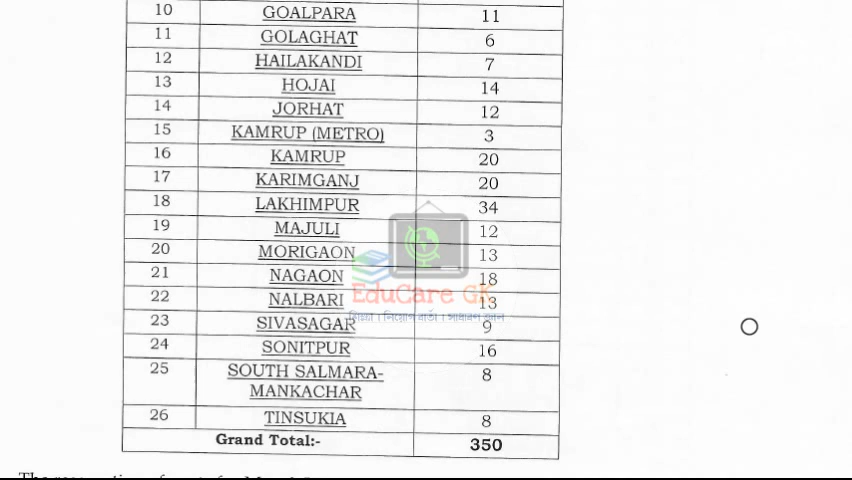 10 GOALPARA 11
11 GOLAGHAT 6
12 HAILAKANDI 7
13 HOJAI 14
14 JORHAT 12
15 KAMRUP (METRO) 3
16 KAMRUP 20
17 KARIMGANJ 20
18 LAKHIMPUR 34
19 MAJULI 12
20 MORIGAON 13
21 NAGAON 18
EduCare GK
22 NALBARI 13
শিক্ষা । নিয়োগ বাৰ্তা । সাধাৰণ জ্ঞান
23 SIVASAGAR 9
24 SONITPUR 16
25 SOUTH SALMARA- 8
MANKACHAR
26 TINSUKIA 8
Grand Total:- 350